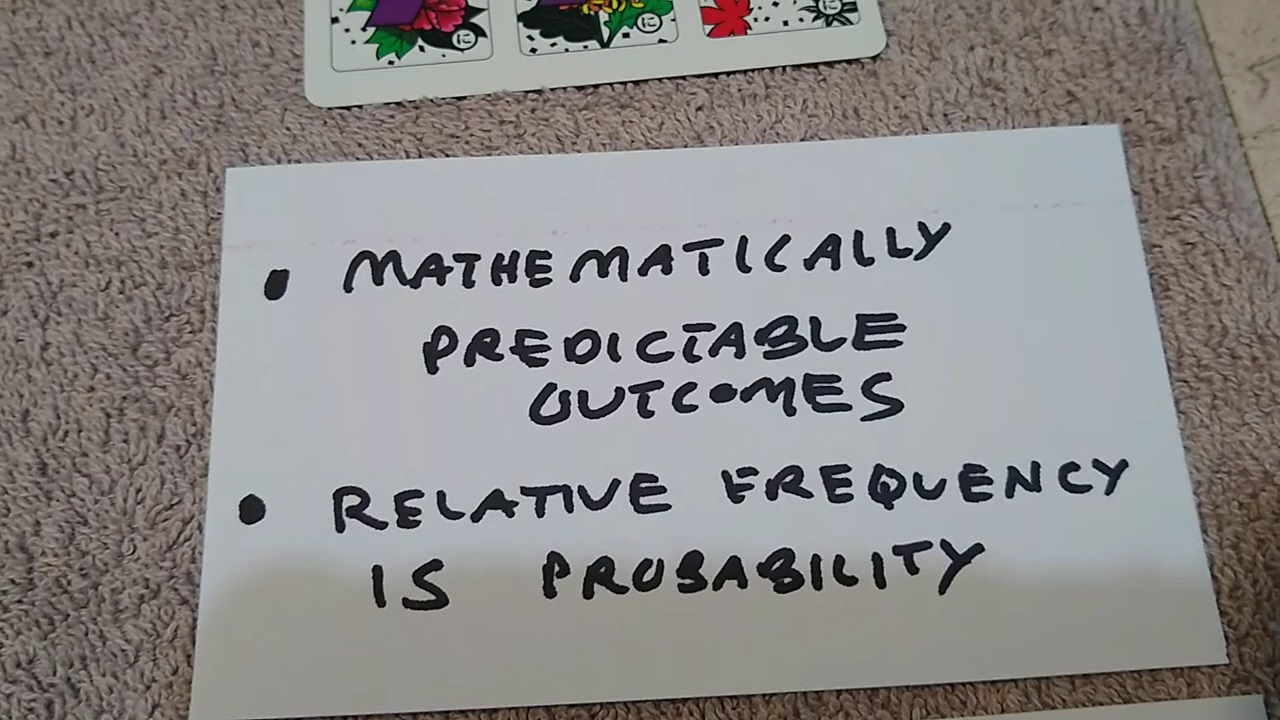 • MATHEMATICALLY
PREDICTABLE
OUTCOMES
• RELATIVE FREQUENCY
IS PROBABILITY